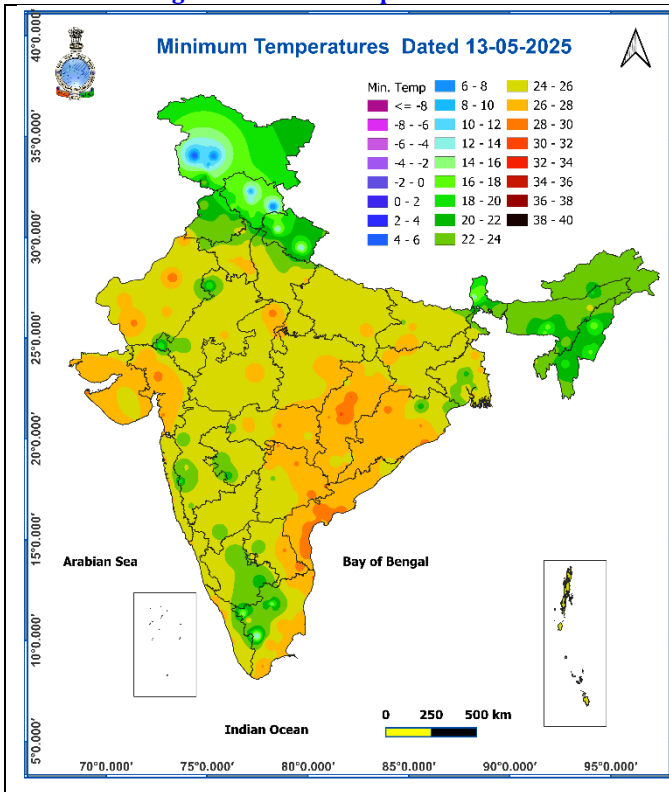 Minimum Temperatures Dated 13-05-2025
Min. Temp
<= -8
-8 - -6
-6 - -4
-4 - -2
-2 - 0
0 - 2
2 - 4
4 - 6
6 - 8
8 - 10
10 - 12
12 - 14
14 - 16
16 - 18
18 - 20
20 - 22
22 - 24
24 - 26
26 - 28
28 - 30
30 - 32
32 - 34
34 - 36
36 - 38
38 - 40
40°0.000'
35°0.000'
30°0.000'
25°0.000'
20°0.000'
15°0.000'
10°0.000'
5°0.000'
Arabian Sea
Bay of Bengal
Indian Ocean
0 250 500 km
70°0.000' 75°0.000' 80°0.000' 85°0.000' 90°0.000' 95°0.000'